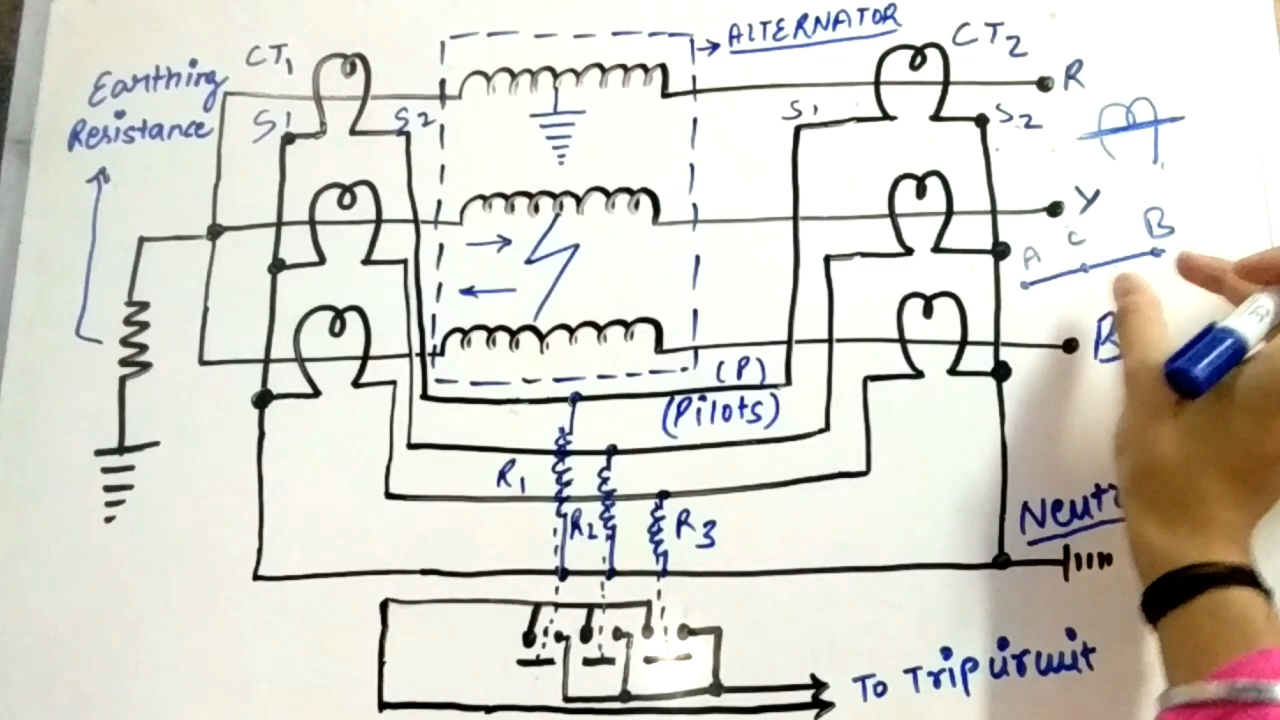 ALTERNATOR
CT1
CT2
Earthing
Resistance
S1
S2
S1
S2
R
Y
A
C
B
B
(P)
(Pilots)
R1
R2
R3
To Trip circuit